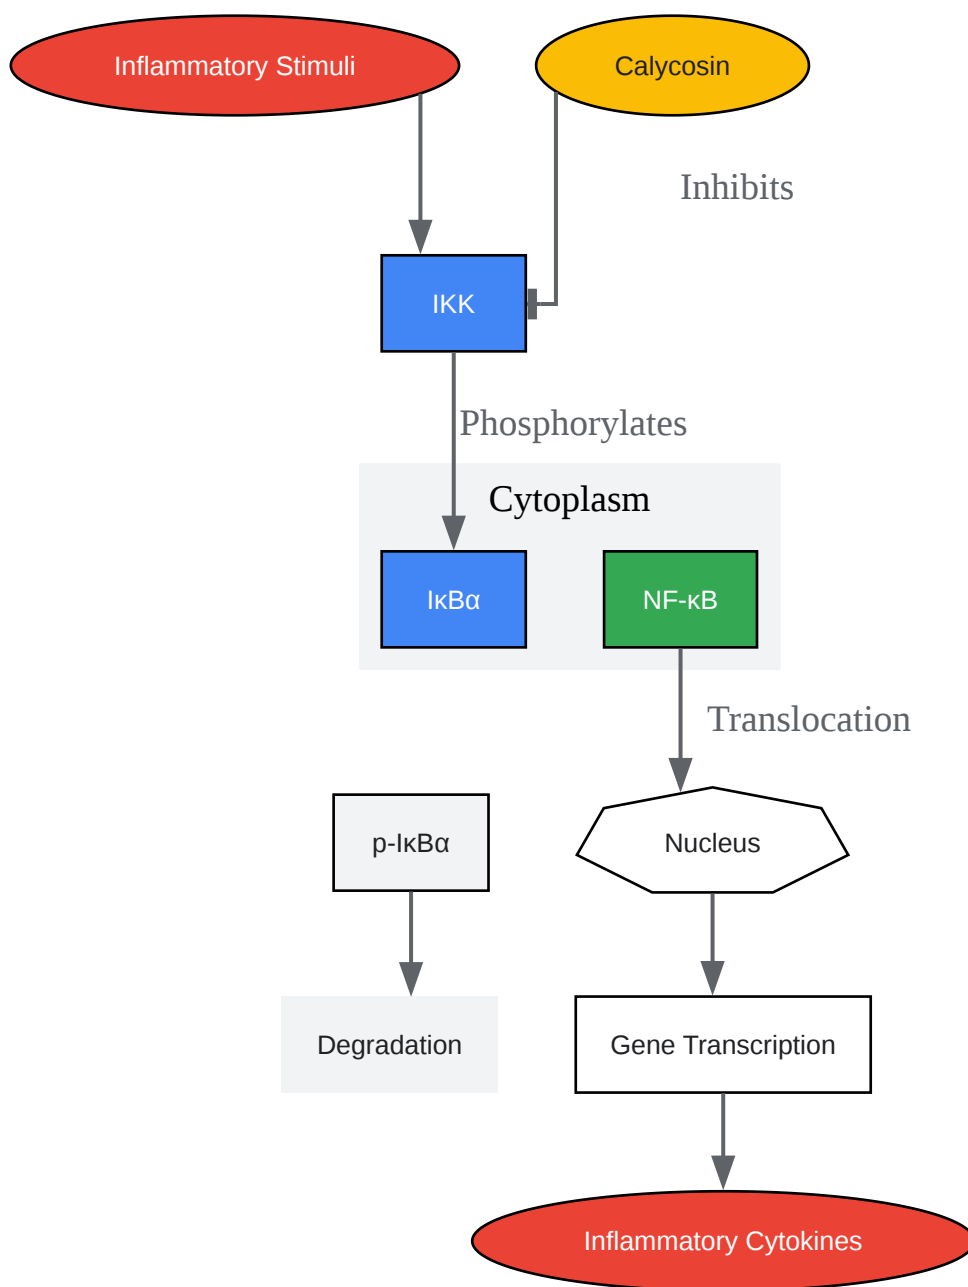 Inflammatory Stimuli
Calycosin
Inhibits
IKK
Phosphorylates
Cytoplasm
IκBα
NF-κB
Translocation
p-IκBα
Nucleus
Degradation
Gene Transcription
Inflammatory Cytokines